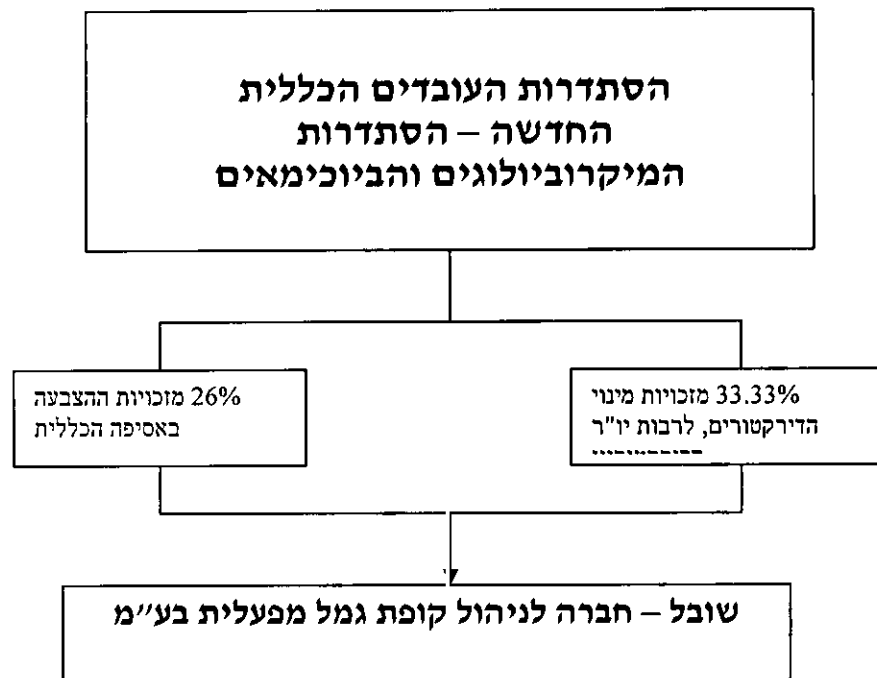 הסתדרות העובדים הכללית
החדשה – הסתדרות
המיקרוביולוגים והביוכימאים
33.33% מזכויות מינוי
הדירקטורים, לרבות יו"ר
26% מזכויות ההצבעה
באסיפה הכללית
שובל – חברה לניהול קופת גמל מפעלית בע"מ